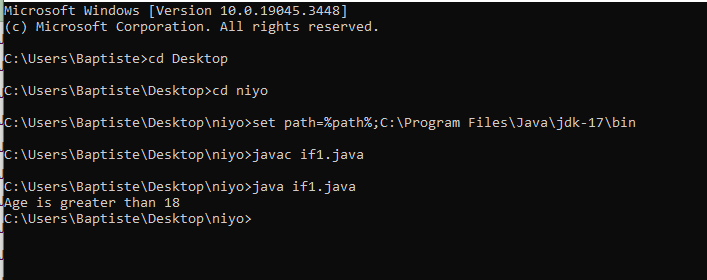 Microsoft Windows [Version 10.0.19045.3448]
(c) Microsoft Corporation. All rights reserved.
C:\Users\Baptiste>cd Desktop
C:\Users\Baptiste\Desktop>cd niyo
C:\Users\Baptiste\Desktop\niyo>set path=%path%;C:\Program Files\Java\jdk-17\bin
C:\Users\Baptiste\Desktop\niyo>javac if1.java
C:\Users\Baptiste\Desktop\niyo>java if1.java
Age is greater than 18
C:\Users\Baptiste\Desktop\niyo>